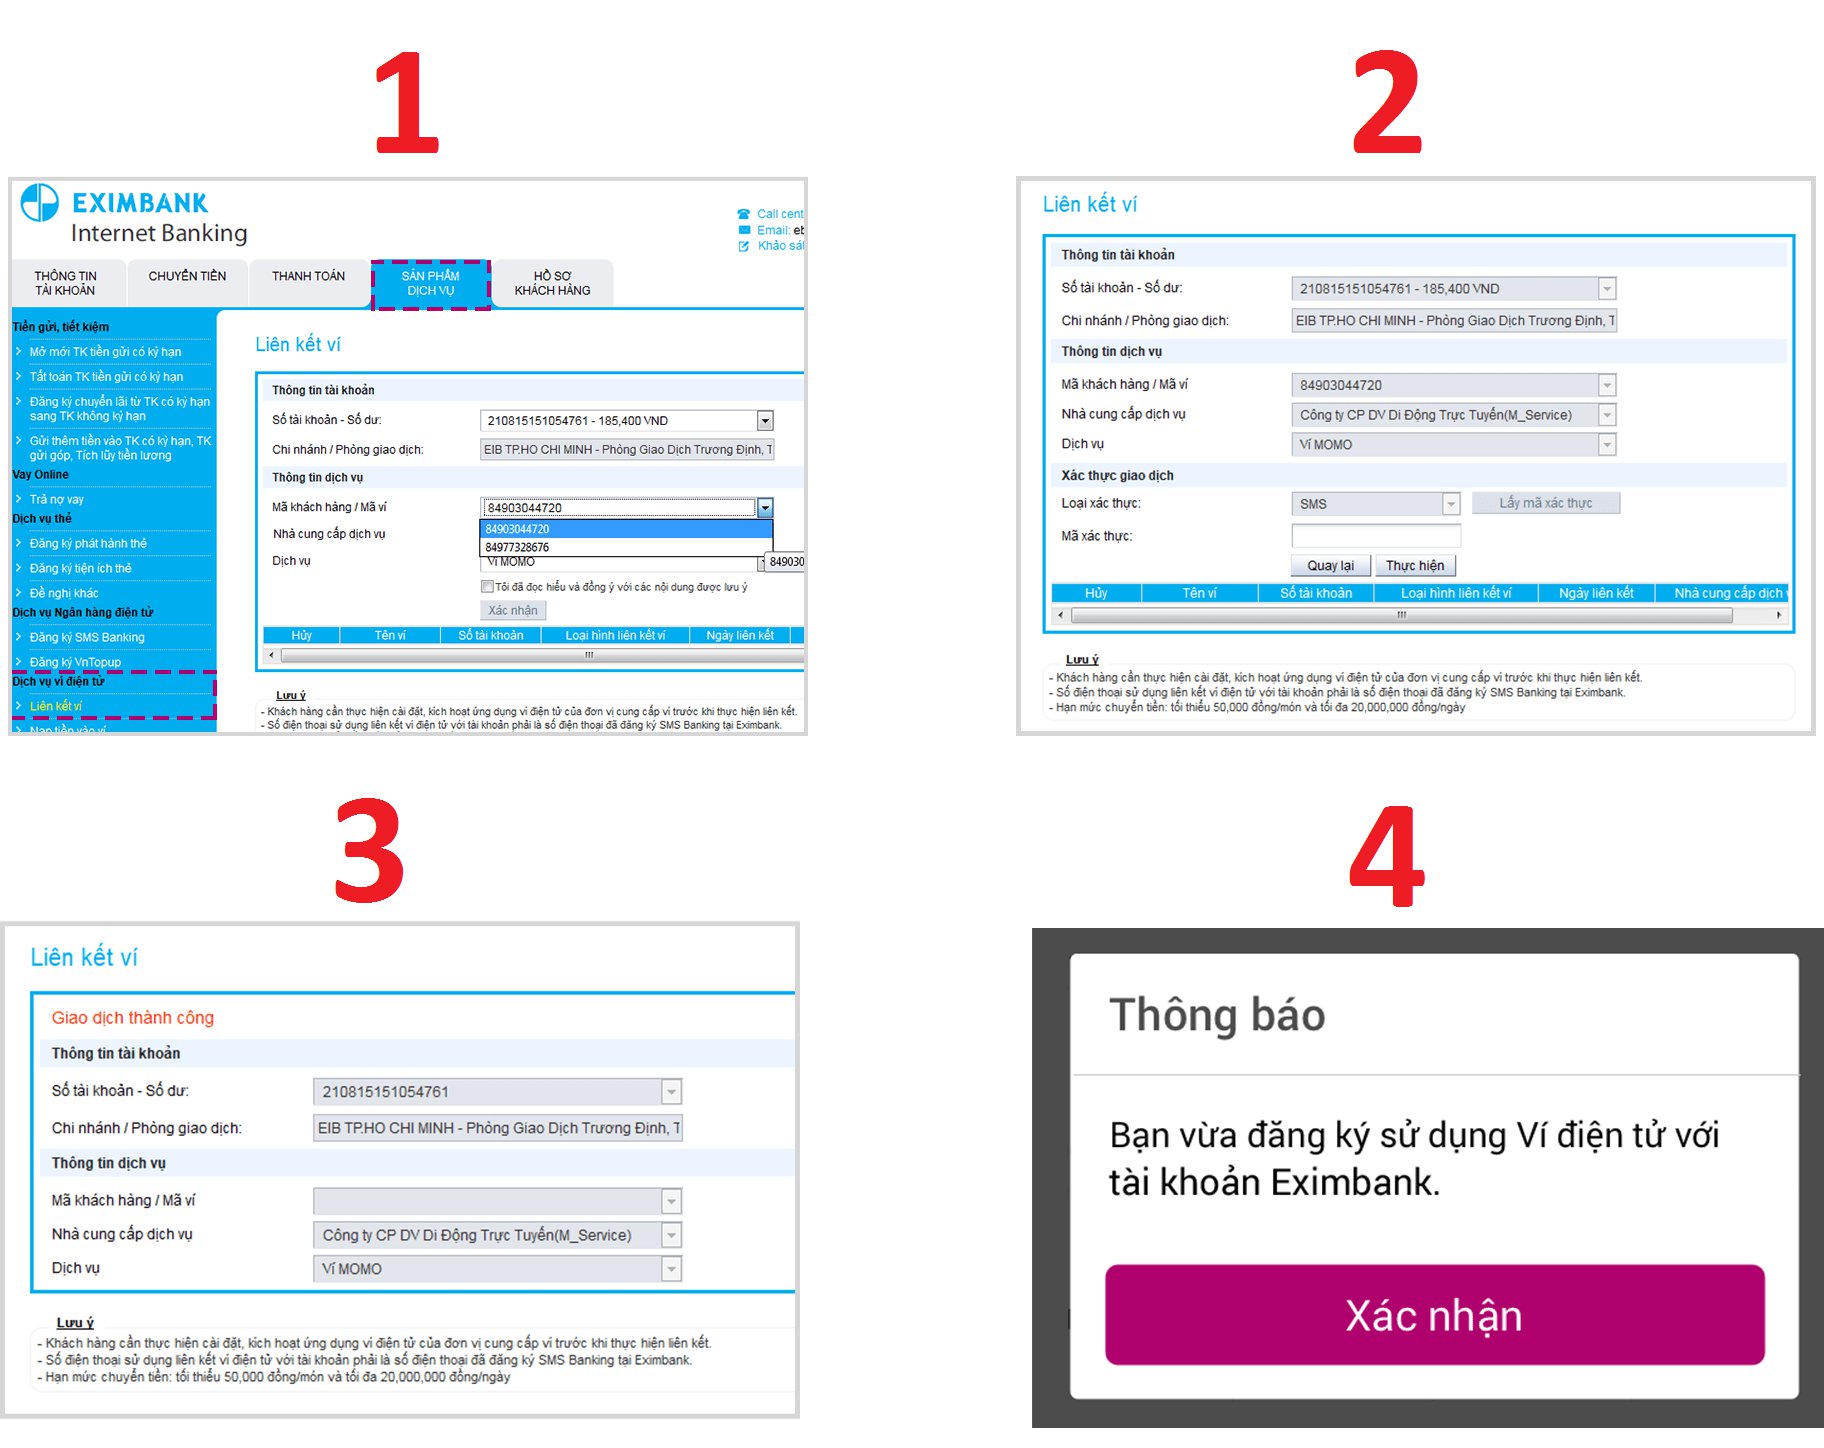 1
EXIMBANK
Internet Banking
Call cent
Email: eb
Khảo sát
THÔNG TIN
TÀI KHOẢN
CHUYỂN TIỀN
THANH TOÁN
SẢN PHẨM
DỊCH VỤ
HỒ SƠ
KHÁCH HÀNG
Tiền gửi, tiết kiệm
Mở mới TK tiền gửi có kỳ hạn
Tất toán TK tiền gửi có kỳ hạn
Đăng ký chuyển lãi từ TK có kỳ hạn
sang TK không kỳ hạn
Gửi thêm tiền vào TK có kỳ hạn, TK
gửi góp, Tích lũy tiền lương
Vay Online
Trả nợ vay
Dịch vụ thẻ
Đăng ký phát hành thẻ
Đăng ký tiện ích thẻ
Đề nghị khác
Dịch vụ Ngân hàng điện tử
Đăng ký SMS Banking
Đăng ký VnTopup
Dịch vụ ví điện tử
Liên kết ví
Nạp tiền vào ví
Liên kết ví
Thông tin tài khoản
Số tài khoản - Số dư: 210815151054761 - 185,400 VND
Chi nhánh / Phòng giao dịch: EIB TP.HO CHI MINH - Phòng Giao Dịch Trương Định, T
Thông tin dịch vụ
Mã khách hàng / Mã ví 84903044720
84903044720
84977328676
Nhà cung cấp dịch vụ
Dịch vụ Ví MOMO
849030
Tôi đã đọc hiểu và đồng ý với các nội dung được lưu ý
Xác nhận
Hủy Tên ví Số tài khoản Loại hình liên kết ví Ngày liên kết
Lưu ý
- Khách hàng cần thực hiện cài đặt, kích hoạt ứng dụng ví điện tử của đơn vị cung cấp ví trước khi thực hiện liên kết.
- Số điện thoại sử dụng liên kết ví điện tử với tài khoản phải là số điện thoại đã đăng ký SMS Banking tại Eximbank.
2
Liên kết ví
Thông tin tài khoản
Số tài khoản - Số dư: 210815151054761 - 185,400 VND
Chi nhánh / Phòng giao dịch: EIB TP.HO CHI MINH - Phòng Giao Dịch Trương Định, T
Thông tin dịch vụ
Mã khách hàng / Mã ví 84903044720
Nhà cung cấp dịch vụ Công ty CP DV Di Động Trực Tuyến(M_Service)
Dịch vụ Ví MOMO
Xác thực giao dịch
Loại xác thực: SMS Lấy mã xác thực
Mã xác thực:
Quay lại Thực hiện
Hủy Tên ví Số tài khoản Loại hình liên kết ví Ngày liên kết Nhà cung cấp dịch v
Lưu ý
- Khách hàng cần thực hiện cài đặt, kích hoạt ứng dụng ví điện tử của đơn vị cung cấp ví trước khi thực hiện liên kết.
- Số điện thoại sử dụng liên kết ví điện tử với tài khoản phải là số điện thoại đã đăng ký SMS Banking tại Eximbank.
- Hạn mức chuyển tiền: tối thiểu 50,000 đồng/món và tối đa 20,000,000 đồng/ngày
3
Liên kết ví
Giao dịch thành công
Thông tin tài khoản
Số tài khoản - Số dư: 210815151054761
Chi nhánh / Phòng giao dịch: EIB TP.HO CHI MINH - Phòng Giao Dịch Trương Định, T
Thông tin dịch vụ
Mã khách hàng / Mã ví
Nhà cung cấp dịch vụ Công ty CP DV Di Động Trực Tuyến(M_Service)
Dịch vụ Ví MOMO
Lưu ý
- Khách hàng cần thực hiện cài đặt, kích hoạt ứng dụng ví điện tử của đơn vị cung cấp ví trước khi thực hiện liên kết.
- Số điện thoại sử dụng liên kết ví điện tử với tài khoản phải là số điện thoại đã đăng ký SMS Banking tại Eximbank.
- Hạn mức chuyển tiền: tối thiểu 50,000 đồng/món và tối đa 20,000,000 đồng/ngày
4
Thông báo
Bạn vừa đăng ký sử dụng Ví điện tử với
tài khoản Eximbank.
Xác nhận